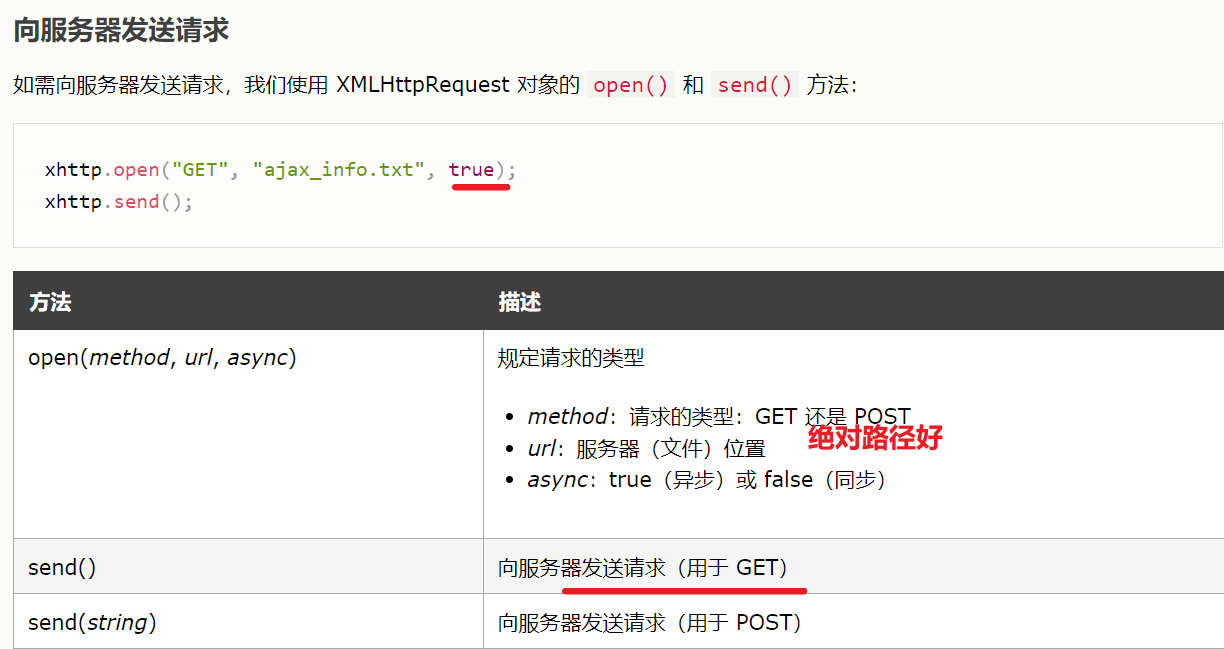 向服务器发送请求
如需向服务器发送请求，我们使用 XMLHttpRequest 对象的 open() 和 send() 方法：
xhttp.open("GET", "ajax_info.txt", true);
xhttp.send();
方法 描述
open(method, url, async) 规定请求的类型
• method：请求的类型：GET 还是 POST
绝对路径好
• url：服务器（文件）位置
• async：true（异步）或 false（同步）
send() 向服务器发送请求（用于 GET）
send(string) 向服务器发送请求（用于 POST）